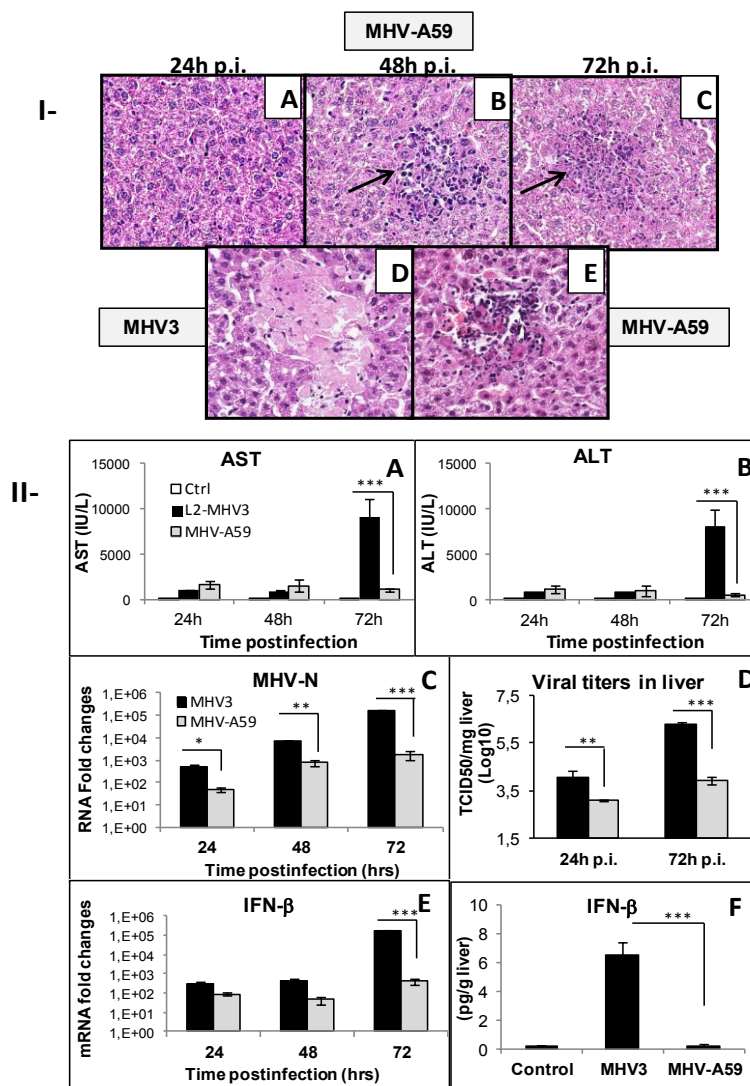 MHV-A59
24h p.i. 48h p.i. 72h p.i.
I-
A B C
D E
MHV3
MHV-A59
II-
AST A
15000
10000
5000
0
AST (IU/L)
Ctrl
L2-MHV3
MHV-A59
***
24h 48h 72h
Time postinfection
ALT B
15000
10000
5000
0
ALT (IU/L)
***
24h 48h 72h
Time postinfection
MHV-N C
1,E+06
1,E+05
1,E+04
1,E+03
1,E+02
1,E+01
1,E+00
RNA Fold changes
MHV3
MHV-A59
* ** ***
24 48 72
Time postinfection (hrs)
Viral titers in liver D
7,5
5,5
3,5
1,5
TCID50/mg liver
(Log10)
** ***
24h p.i. 72h p.i.
IFN-β E
1,E+06
1,E+05
1,E+04
1,E+03
1,E+02
1,E+01
1,E+00
mRNA fold changes
***
24 48 72
Time postinfection (hrs)
IFN-β F
10
8
6
4
2
0
(pg/g liver)
***
Control MHV3 MHV-A59